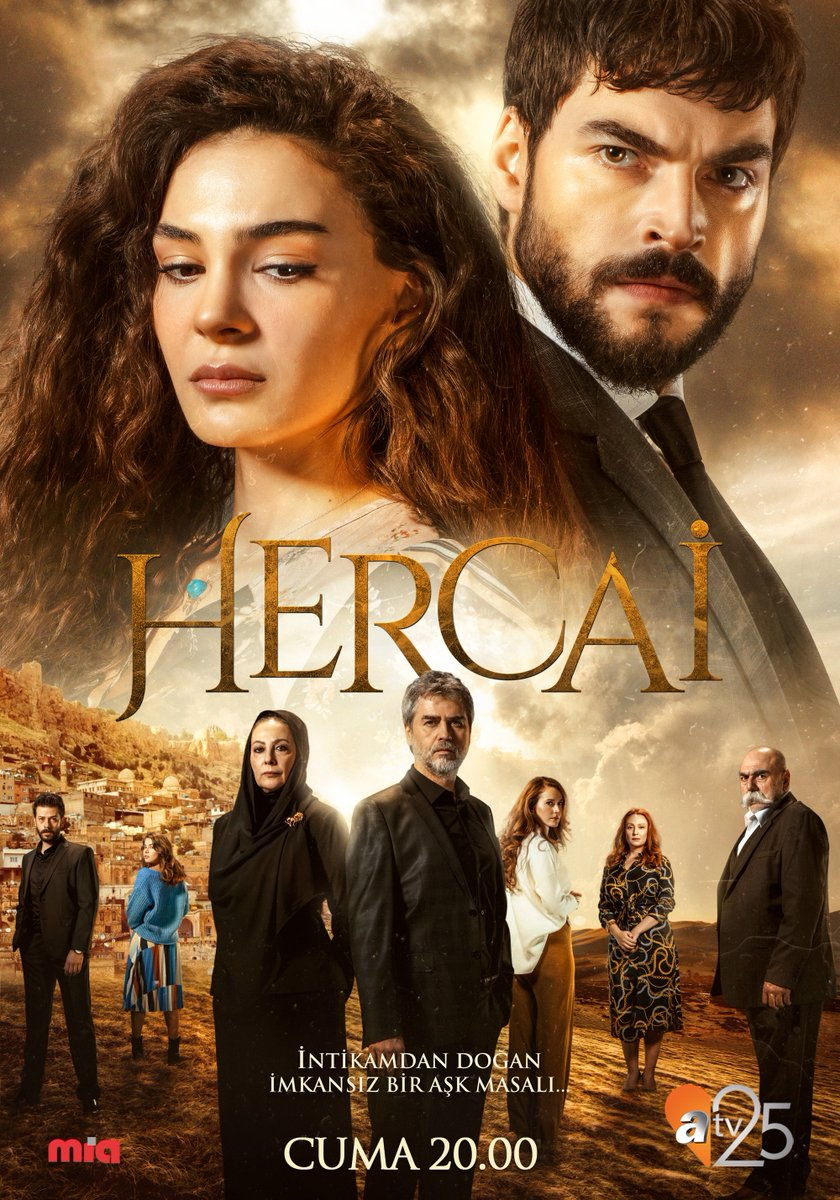 HERCAİ
İNTİKAMDAN DOĞAN
İMKANSIZ BİR AŞK MASALI...
mia
CUMA 20.00
atv 25